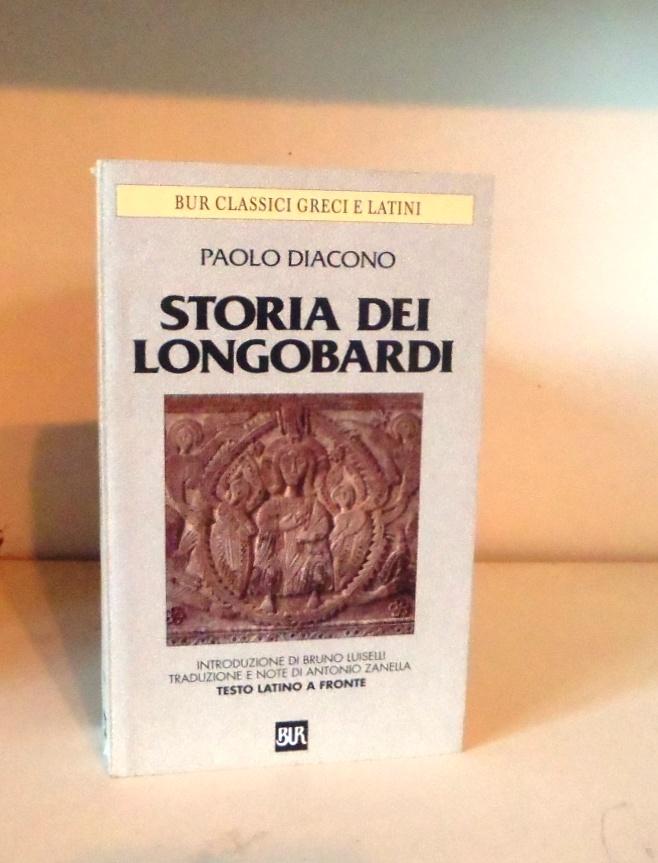 BUR CLASSICI GRECI E LATINI
PAOLO DIACONO
STORIA DEI
LONGOBARDI
INTRODUZIONE DI BRUNO LUISELLI
TRADUZIONE E NOTE DI ANTONIO ZANELLA
TESTO LATINO A FRONTE
BUR